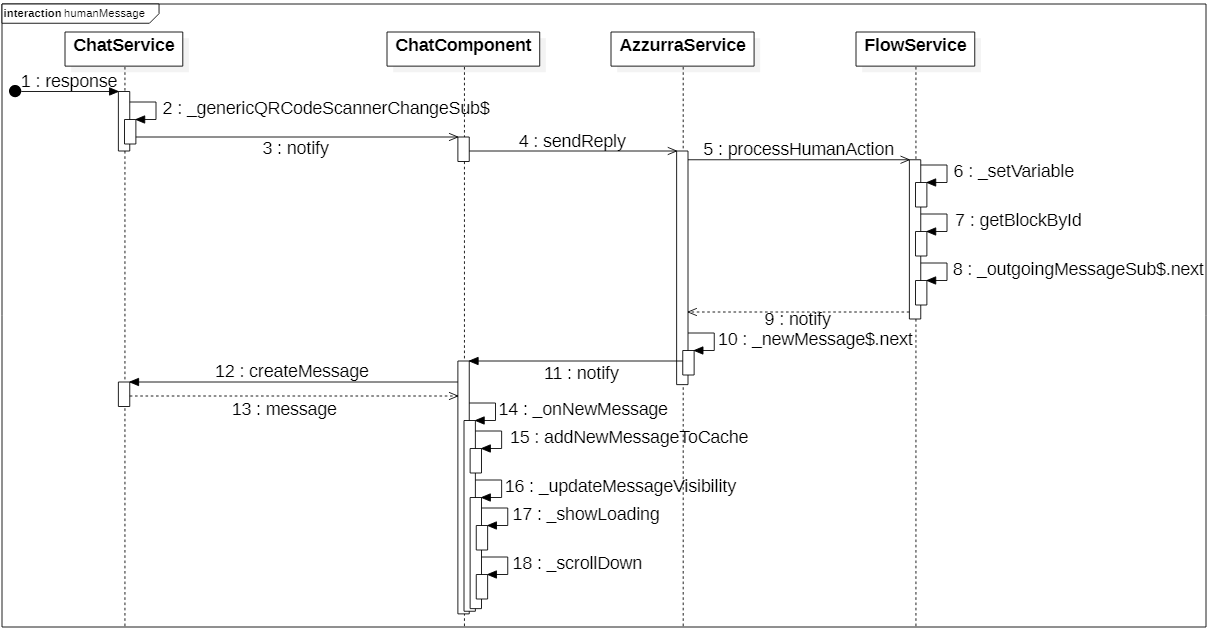 interaction humanMessage
ChatService
ChatComponent
AzzurraService
FlowService
1 : response
2 : _genericQRCodeScannerChangeSub$
3 : notify
4 : sendReply
5 : processHumanAction
6 : _setVariable
7 : getBlockById
8 : _outgoingMessageSub$.next
9 : notify
10 : _newMessage$.next
11 : notify
12 : createMessage
13 : message
14 : _onNewMessage
15 : addNewMessageToCache
16 : _updateMessageVisibility
17 : _showLoading
18 : _scrollDown